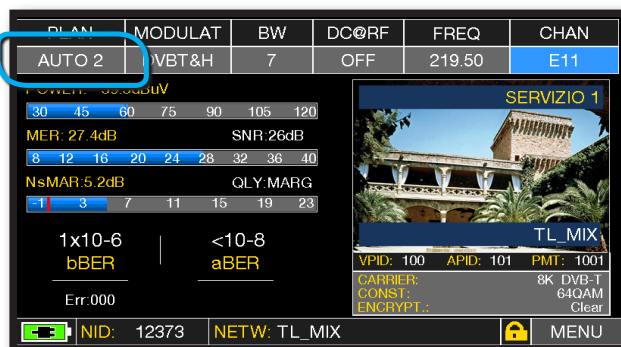 PLAN MODULAT BW DC@RF FREQ CHAN
AUTO 2 DVBT&H 7 OFF 219.50 E11
POWER:
30 45 60 75 90 105 120
MER: 27.4dB SNR:26dB
8 12 16 20 24 28 32 36 40
NsMAR:5.2dB QLY:MARG
-1 3 7 11 15 19 23
1x10-6 <10-8
bBER aBER
Err:000
SERVIZIO 1
TL_MIX
VPID: 100 APID: 101 PMT: 1001
CARRIER: 8K DVB-T
CONST: 64QAM
ENCRYPT.: Clear
NID: 12373 NETW: TL_MIX MENU